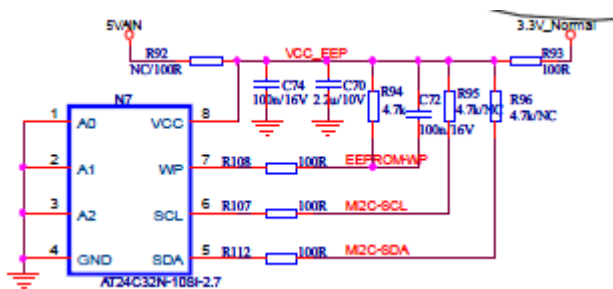 5VAIN
3.3V_Normal
R92
VCC_EEP
R93
NC/100R
100R
C74
100n/16V
C70
2.2u/10V
R94
4.7k
C72
100n/16V
R95
4.7k/NC
R96
4.7k/NC
N7
1 A0 VCC 8
2 A1 WP 7 R108 100R EEPROM-WP
3 A2 SCL 6 R107 100R MI2C-SCL
4 GND SDA 5 R112 100R MI2C-SDA
AT24C32N-10SI-2.7